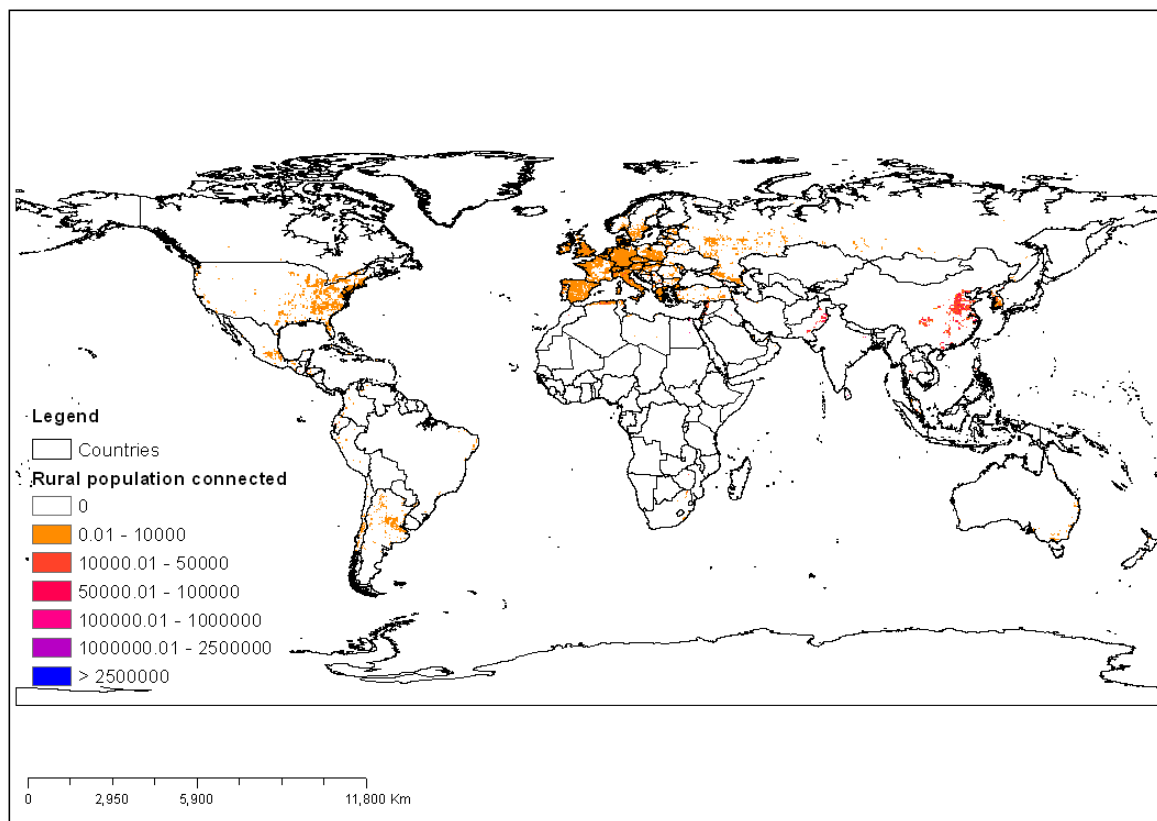 Legend
Countries
Rural population connected
0
0.01 - 10000
10000.01 - 50000
50000.01 - 100000
100000.01 - 1000000
1000000.01 - 2500000
> 2500000
0 2,950 5,900 11,800 Km